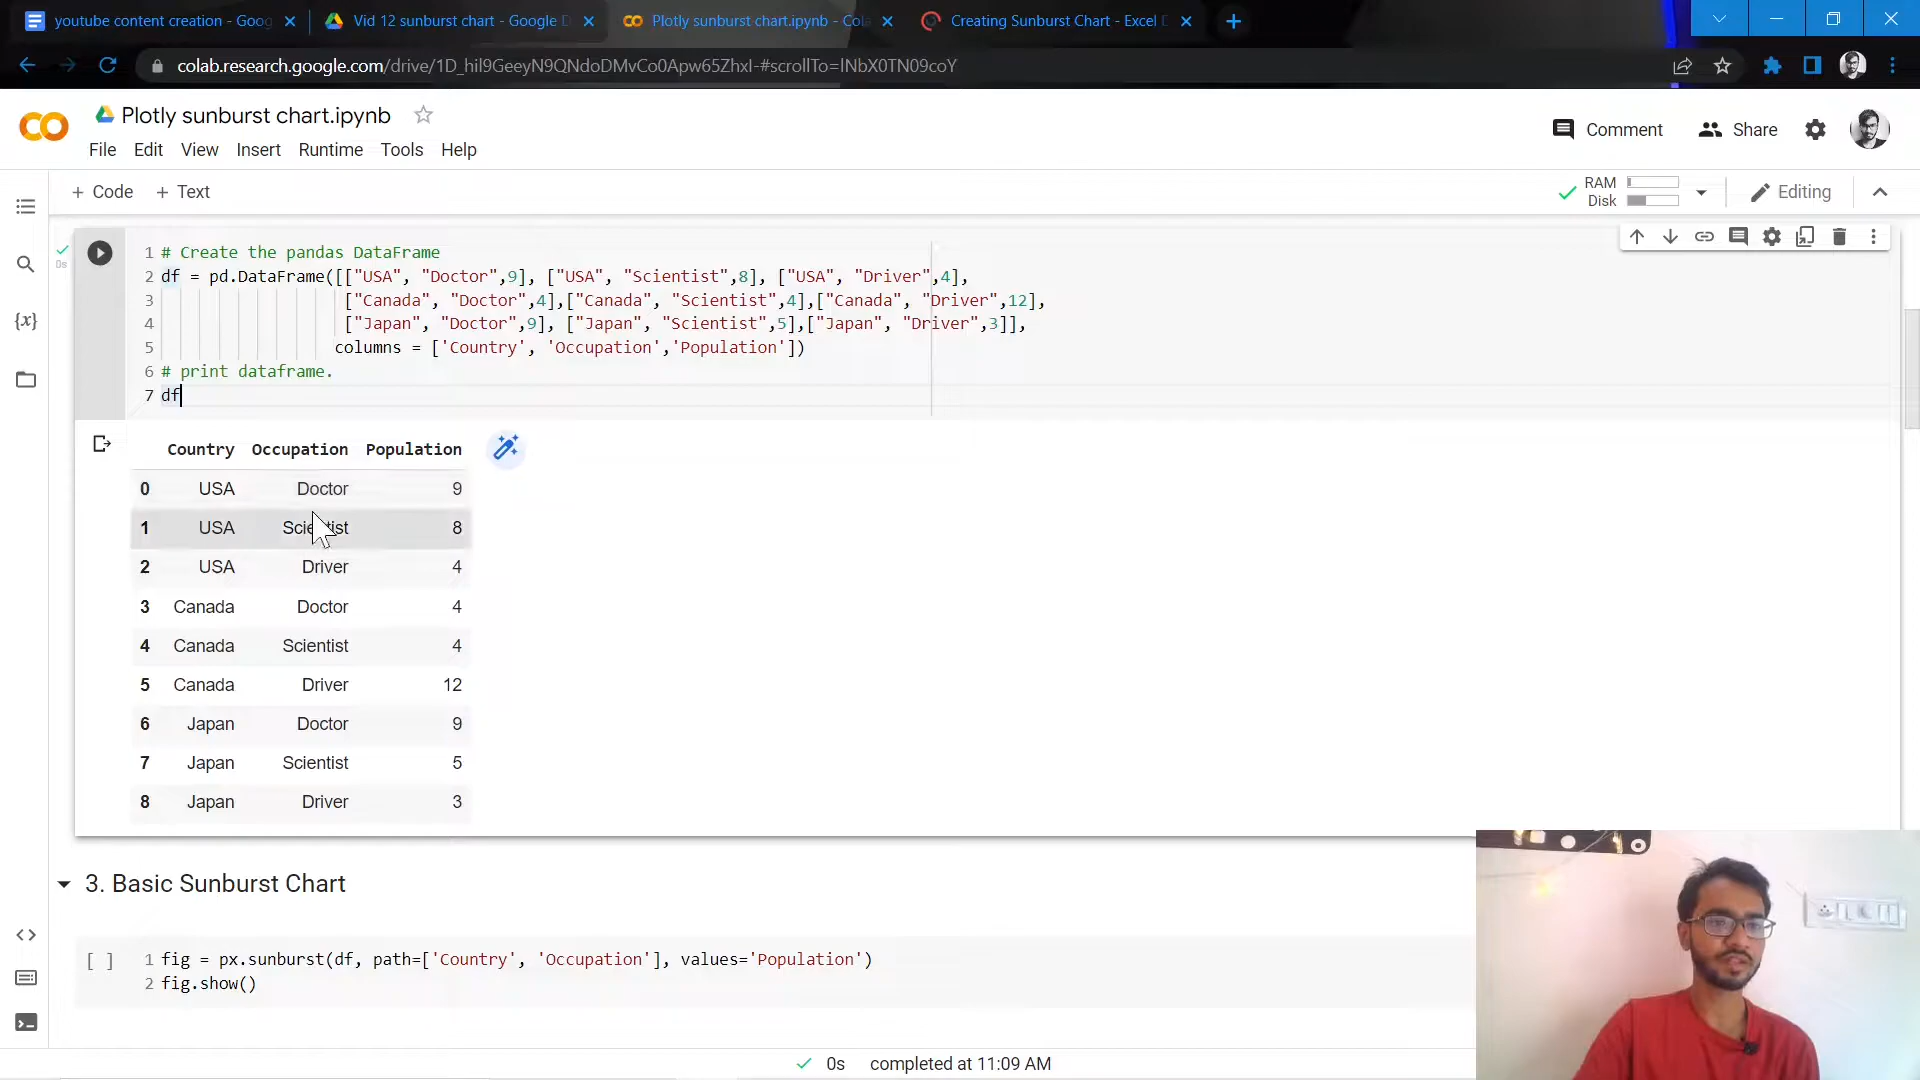 youtube content creation - Goog
Vid 12 sunburst chart - Google D
Plotly sunburst chart.ipynb - Cola
Creating Sunburst Chart - Excel D
colab.research.google.com/drive/1D_hiI9GeeyN9QNdoDMvCo0Apw65ZhxI-#scrollTo=INbX0TN09coY
Plotly sunburst chart.ipynb
Comment
Share
File Edit View Insert Runtime Tools Help
+ Code + Text
RAM
Disk
Editing
0s
1 # Create the pandas DataFrame
2 df = pd.DataFrame([["USA", "Doctor",9], ["USA", "Scientist",8], ["USA", "Driver",4],
3 ["Canada", "Doctor",4],["Canada", "Scientist",4],["Canada", "Driver",12],
4 ["Japan", "Doctor",9], ["Japan", "Scientist",5],["Japan", "Driver",3]],
5 columns = ['Country', 'Occupation','Population'])
6 # print dataframe.
7 df
Country Occupation Population
0 USA Doctor 9
1 USA Scientist 8
2 USA Driver 4
3 Canada Doctor 4
4 Canada Scientist 4
5 Canada Driver 12
6 Japan Doctor 9
7 Japan Scientist 5
8 Japan Driver 3
3. Basic Sunburst Chart
[ ] 1 fig = px.sunburst(df, path=['Country', 'Occupation'], values='Population')
2 fig.show()
0s completed at 11:09 AM